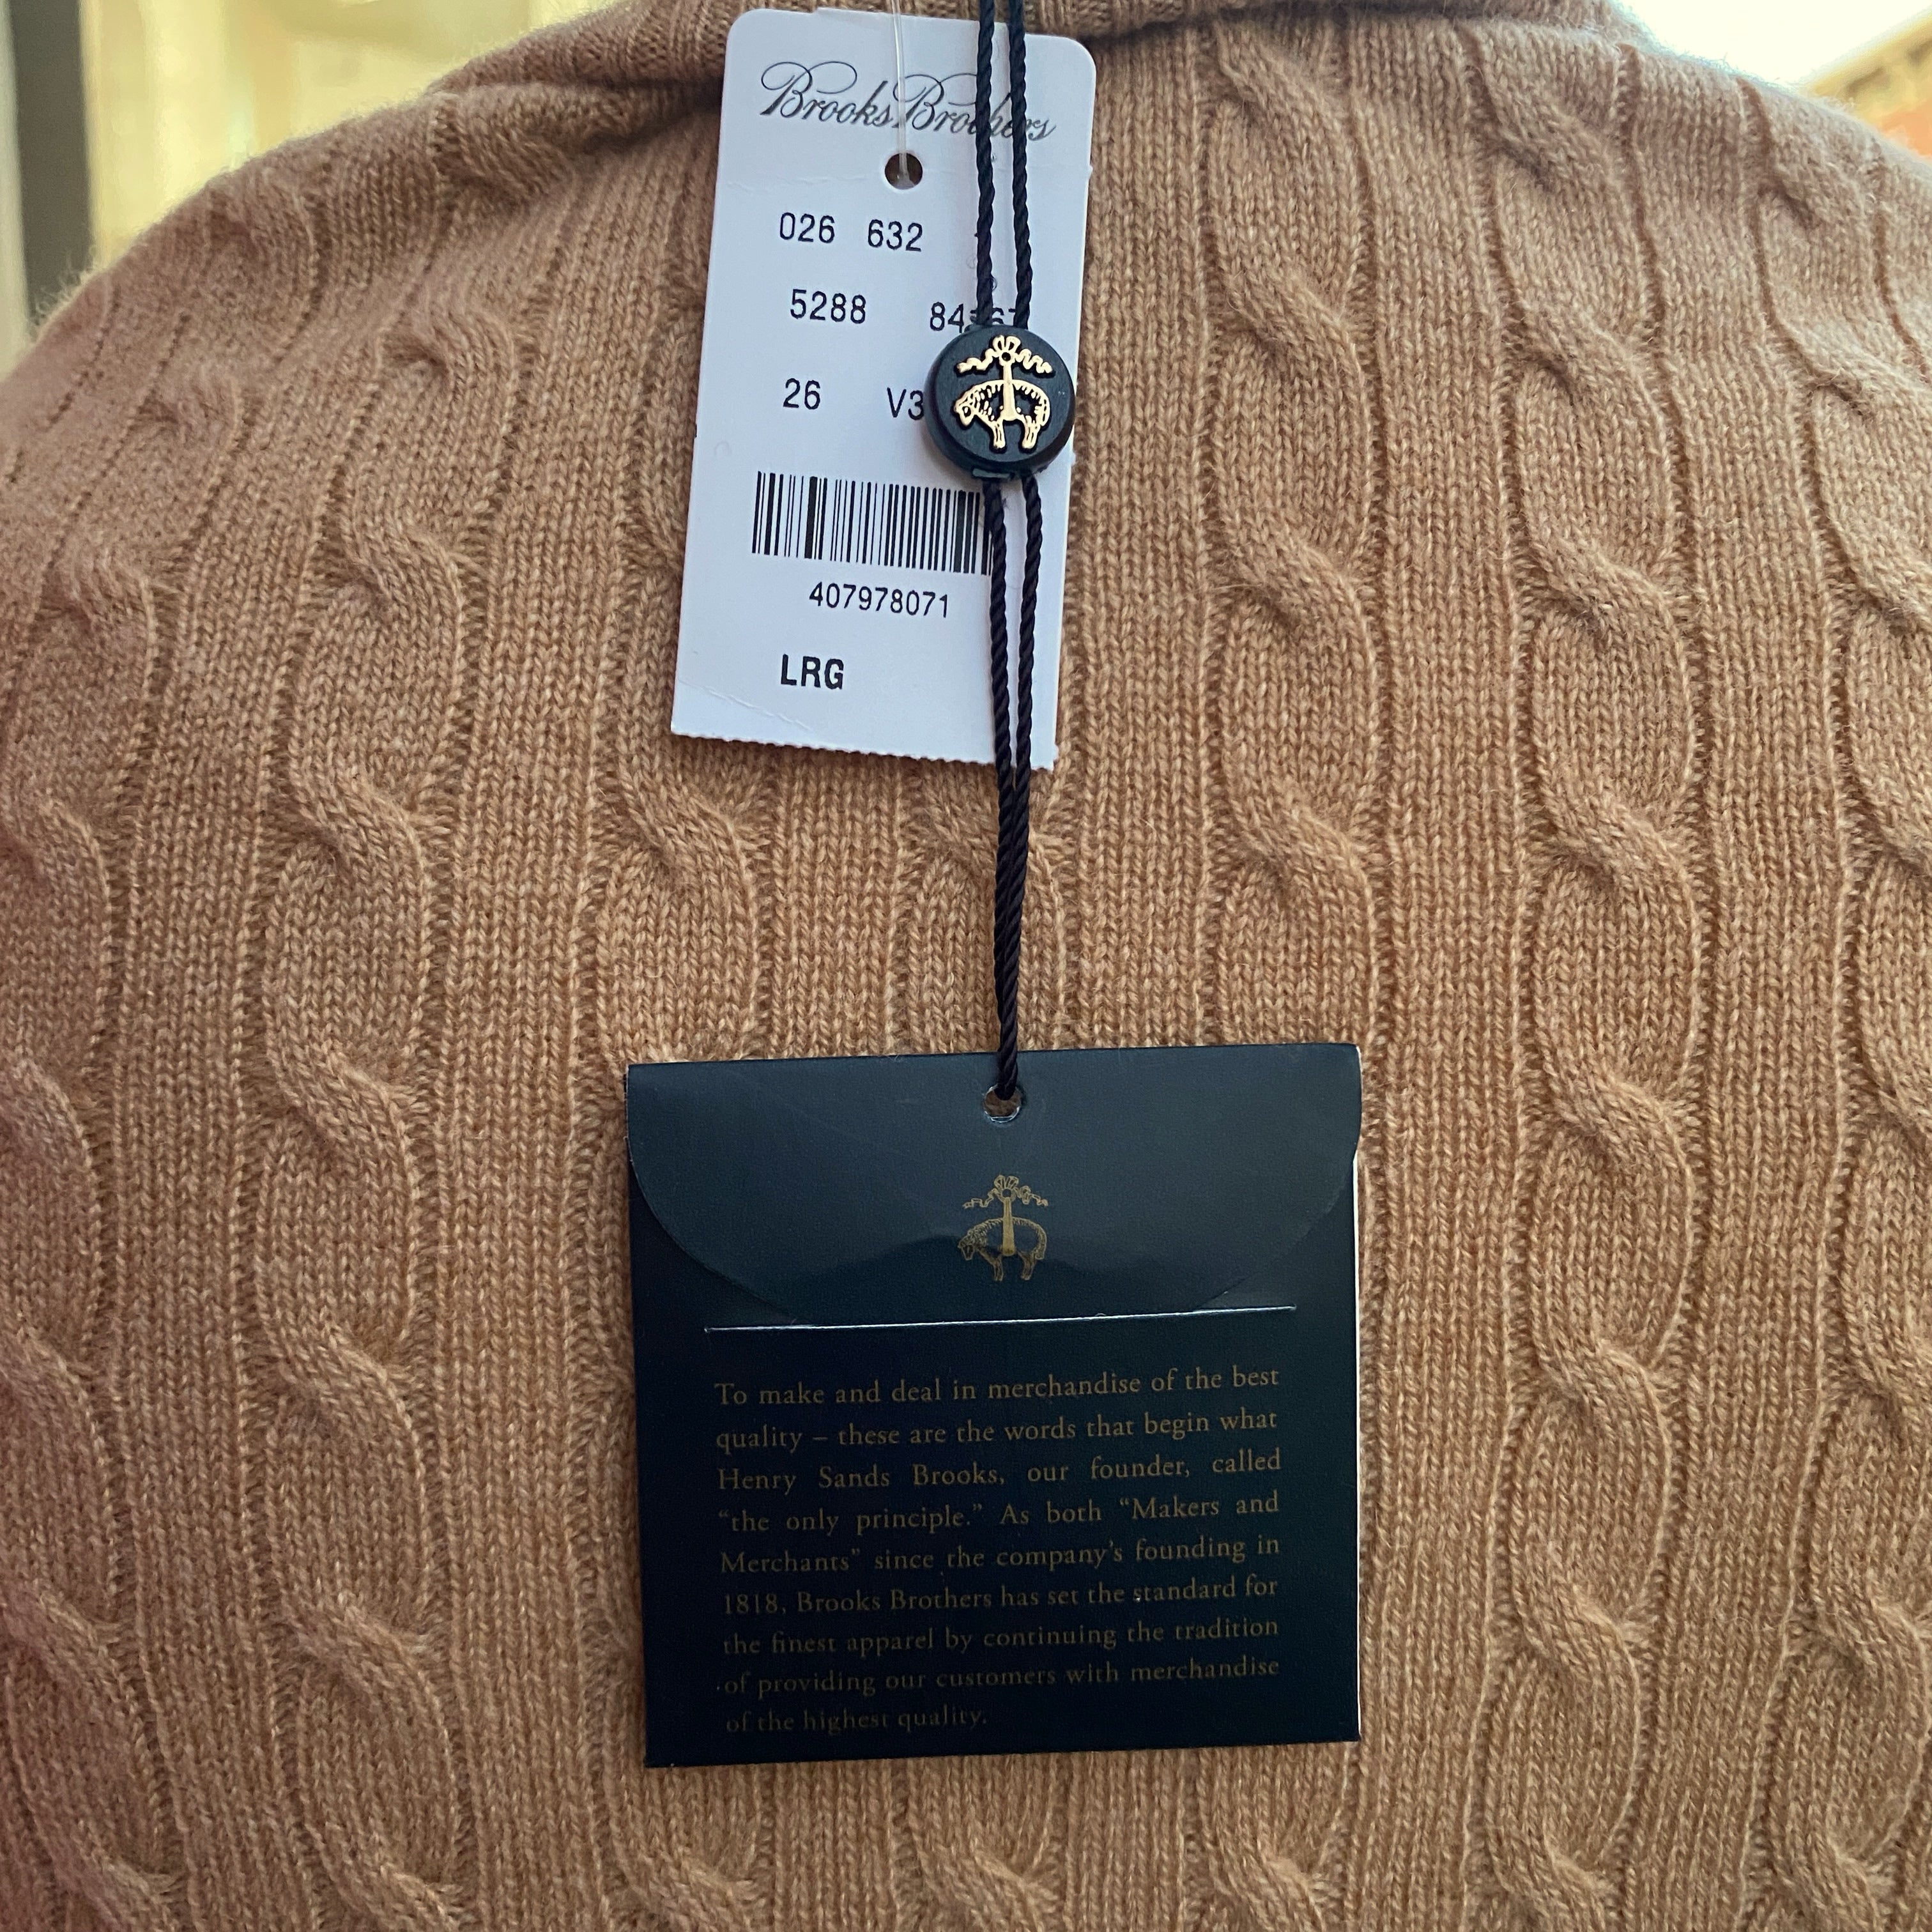 Brooks Brothers
026 632
5288
26 V3
407978071
LRG
To make and deal in merchandise of the best
quality – these are the words that begin what
Henry Sands Brooks, our founder, called
“the only principle.” As both “Makers and
Merchants” since the company’s founding in
1818, Brooks Brothers has set the standard for
the finest apparel by continuing the tradition
of providing our customers with merchandise
of the highest quality.